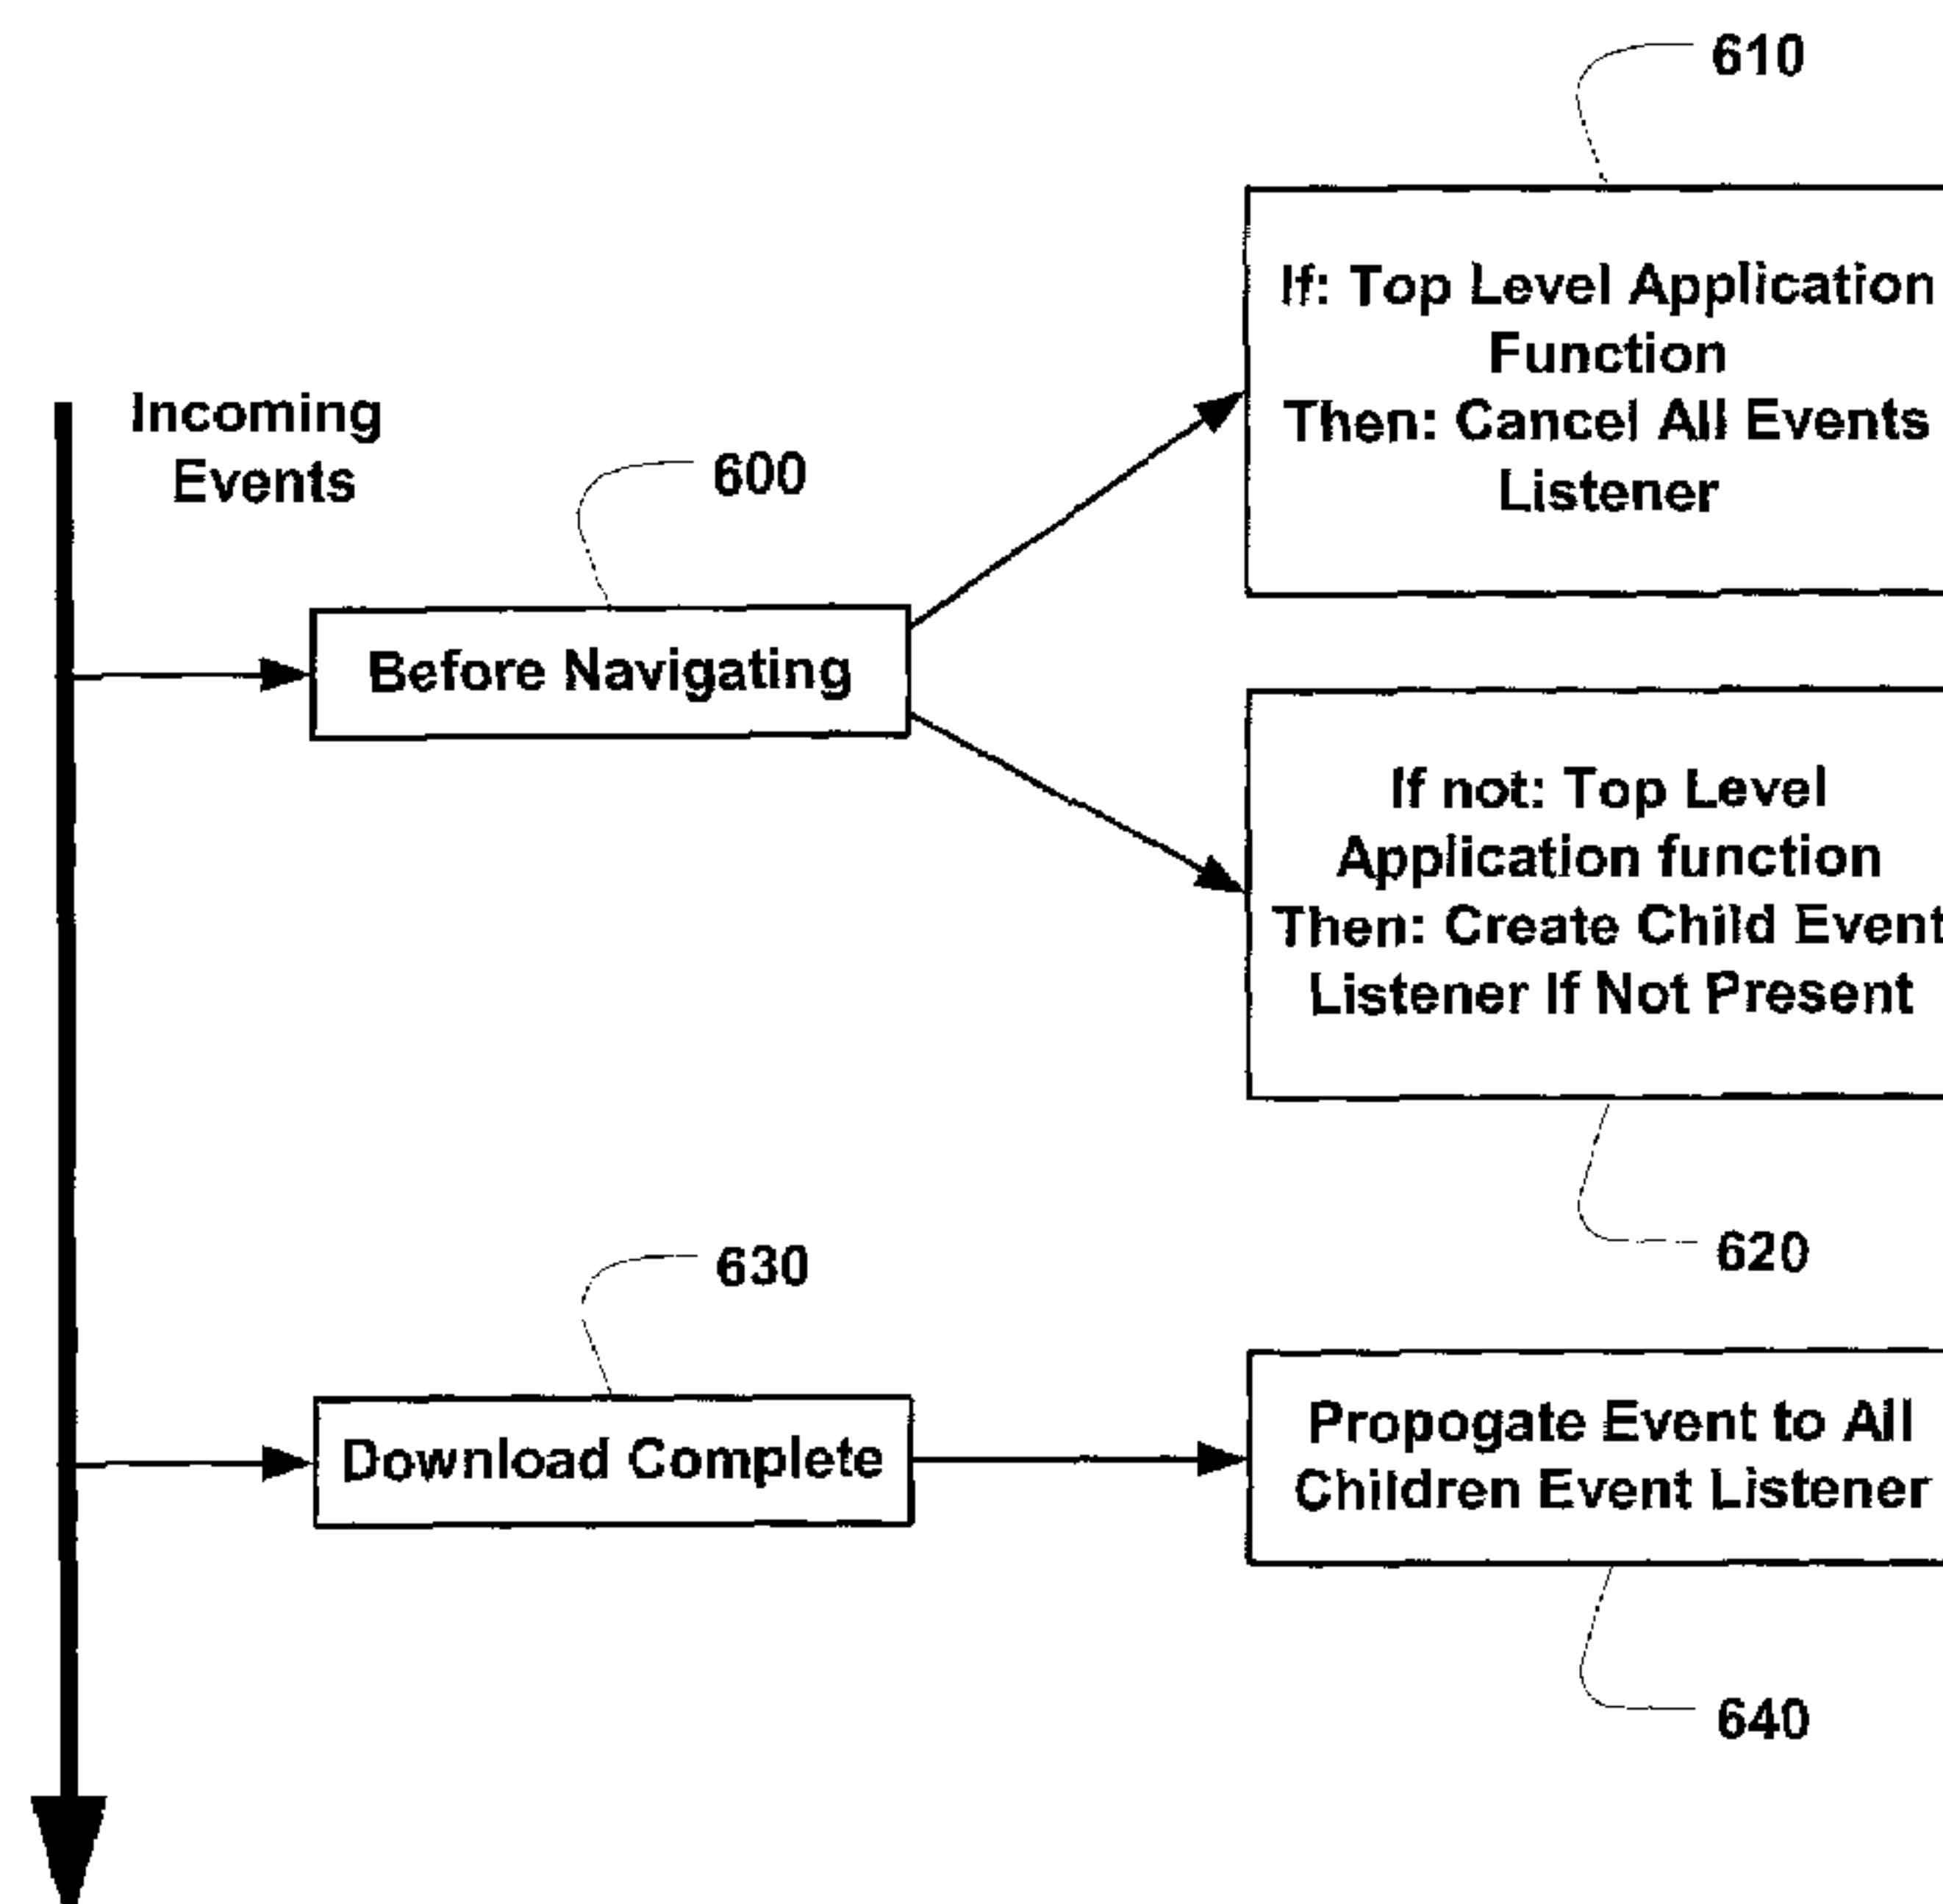 610
If: Top Level Application
Function
Then: Cancel All Events
Listener
Incoming
Events
600
Before Navigating
If not: Top Level
Application function
Then: Create Child Event
Listener If Not Present
620
630
Download Complete
Propogate Event to All
Children Event Listener
640